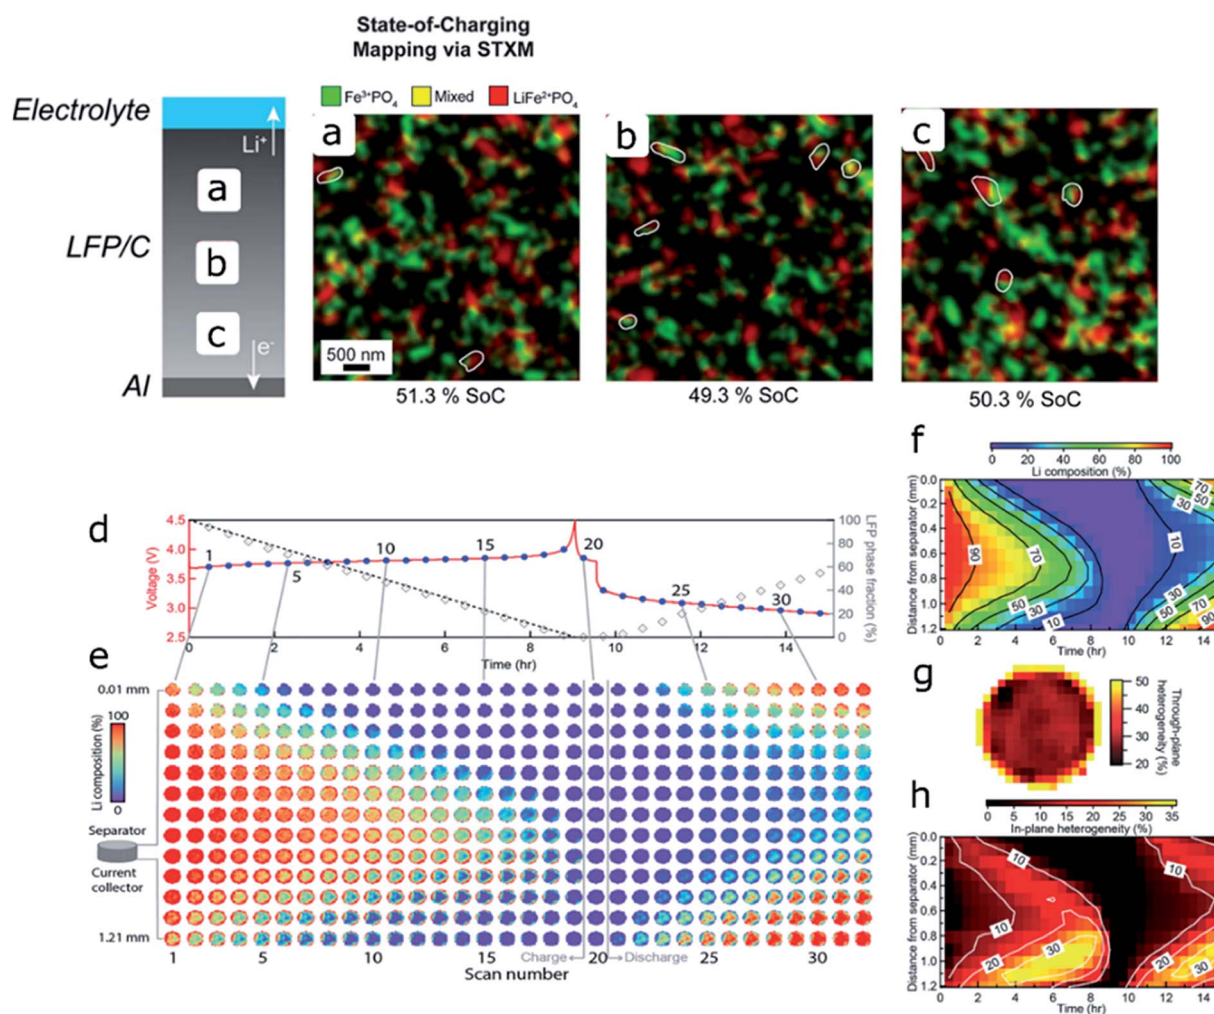 State-of-Charging
Mapping via STXM
Fe³⁺PO₄ Mixed LiFe²⁺PO₄
Electrolyte
Li⁺
a
LFP/C
b
c
e⁻
Al
a
500 nm
51.3 % SoC
b
49.3 % SoC
c
50.3 % SoC
d
Voltage (V)
4.5
4.0
3.5
3.0
2.5
1
5
10
15
20
25
30
100
80
60
40
20
0
LFP phase fraction (%)
0 2 4 6 8 10 12 14
Time (hr)
e
0.01 mm
Li composition (%)
100
0
Separator
Current
collector
1.21 mm
Charge
Discharge
1 5 10 15 20 25 30
Scan number
f
0 20 40 60 80 100
Li composition (%)
Distance from separator (mm)
0.0
0.2
0.4
0.6
0.8
1.0
1.2
90
70
50
30
10
10
70
50
30
30
50
70
90
0 4 8 10 12 14
Time (hr)
g
50
40
30
20
Through-plane
heterogeneity (%)
h
0 5 10 15 20 25 30 35
In-plane heterogeneity (%)
Distance from separator (mm)
0.0
0.2
0.4
0.6
0.8
1.0
1.2
10
10
20
30
10
10
20
30
0 2 4 6 8 10 12 14
Time (hr)